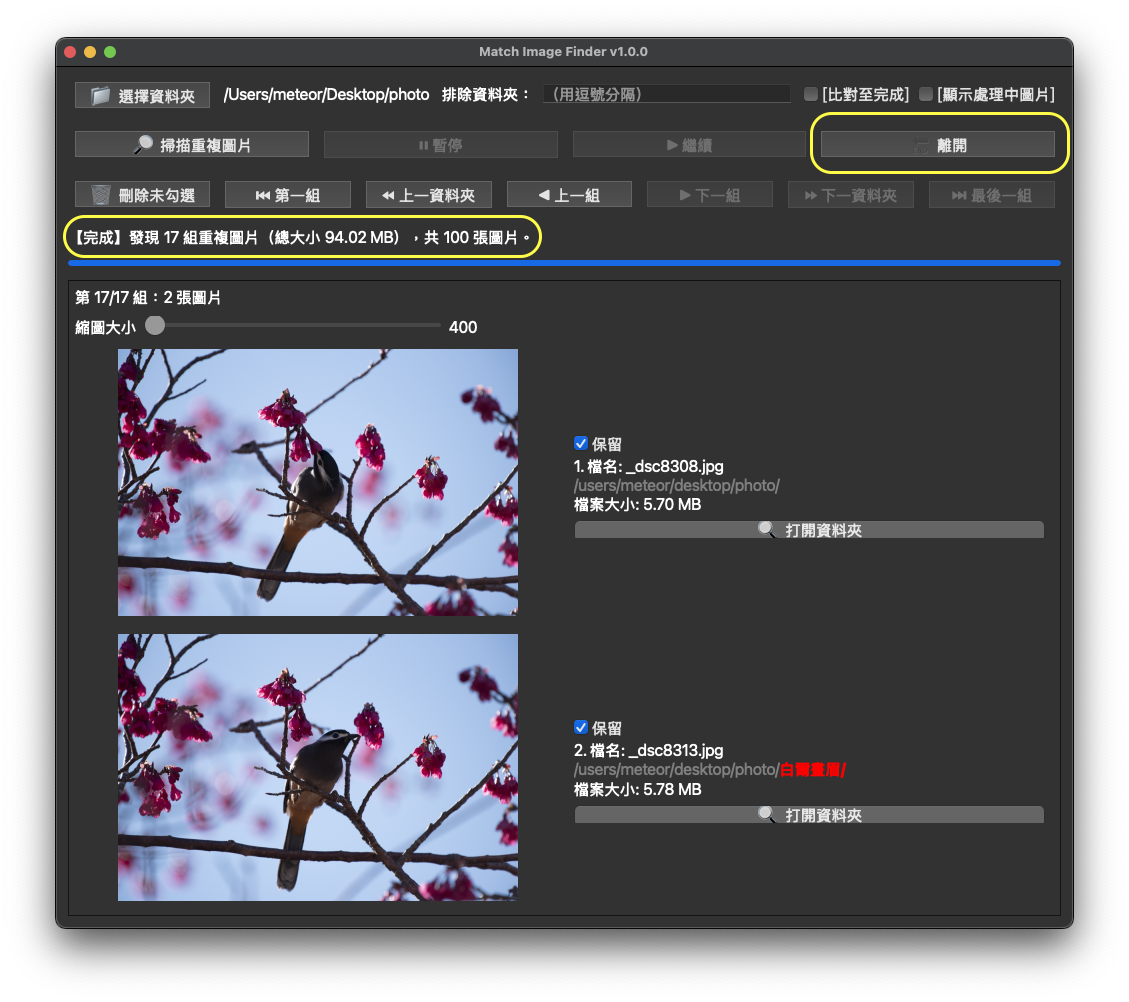 Match Image Finder v1.0.0
選擇資料夾 /Users/meteor/Desktop/photo 排除資料夾： (用逗號分隔) [比對至完成] [顯示處理中圖片]
掃描重複圖片 暫停 繼續 離開
刪除未勾選 第一組 上一資料夾 上一組 下一組 下一資料夾 最後一組
【完成】發現 17 組重複圖片（總大小 94.02 MB），共 100 張圖片。
第 17/17 組：2 張圖片
縮圖大小 400
保留
1. 檔名: _dsc8308.jpg
/users/meteor/desktop/photo/
檔案大小: 5.70 MB
打開資料夾
保留
2. 檔名: _dsc8313.jpg
/users/meteor/desktop/photo/白爾畫眉/
檔案大小: 5.78 MB
打開資料夾